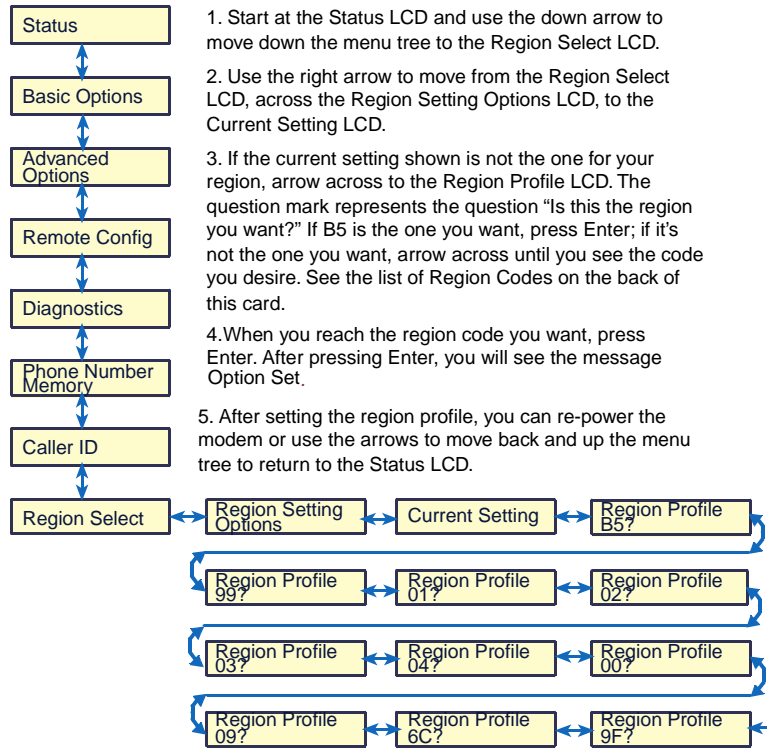 Status
Basic Options
Advanced
Options
Remote Config
Diagnostics
Phone Number
Memory
Caller ID
Region Select
1. Start at the Status LCD and use the down arrow to
move down the menu tree to the Region Select LCD.
2. Use the right arrow to move from the Region Select
LCD, across the Region Setting Options LCD, to the
Current Setting LCD.
3. If the current setting shown is not the one for your
region, arrow across to the Region Profile LCD. The
question mark represents the question “Is this the region
you want?” If B5 is the one you want, press Enter; if it’s
not the one you want, arrow across until you see the code
you desire. See the list of Region Codes on the back of
this card.
4.When you reach the region code you want, press
Enter. After pressing Enter, you will see the message
Option Set.
5. After setting the region profile, you can re-power the
modem or use the arrows to move back and up the menu
tree to return to the Status LCD.
Region Setting
Options
Current Setting
Region Profile
B5?
Region Profile
99?
Region Profile
01?
Region Profile
02?
Region Profile
03?
Region Profile
04?
Region Profile
00?
Region Profile
09?
Region Profile
6C?
Region Profile
9F?